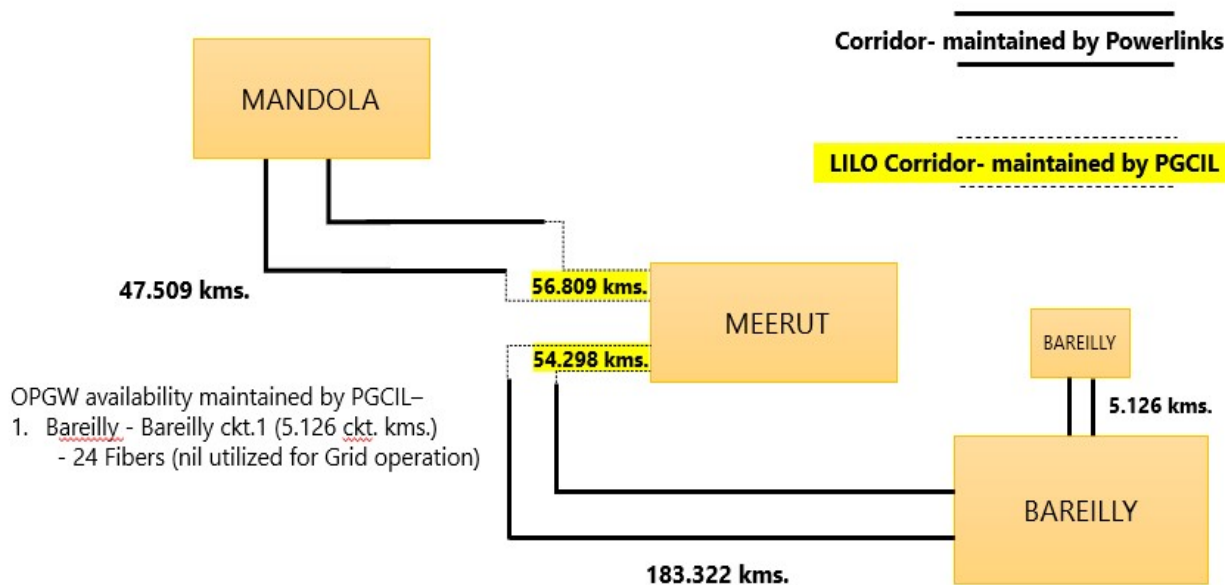 Corridor- maintained by Powerlinks
MANDOLA
LILO Corridor- maintained by PGCIL
47.509 kms.
56.809 kms.
MEERUT
54.298 kms.
BAREILLY
5.126 kms.
OPGW availability maintained by PGCIL–
1. Bareilly - Bareilly ckt.1 (5.126 ckt. kms.)
- 24 Fibers (nil utilized for Grid operation)
BAREILLY
183.322 kms.